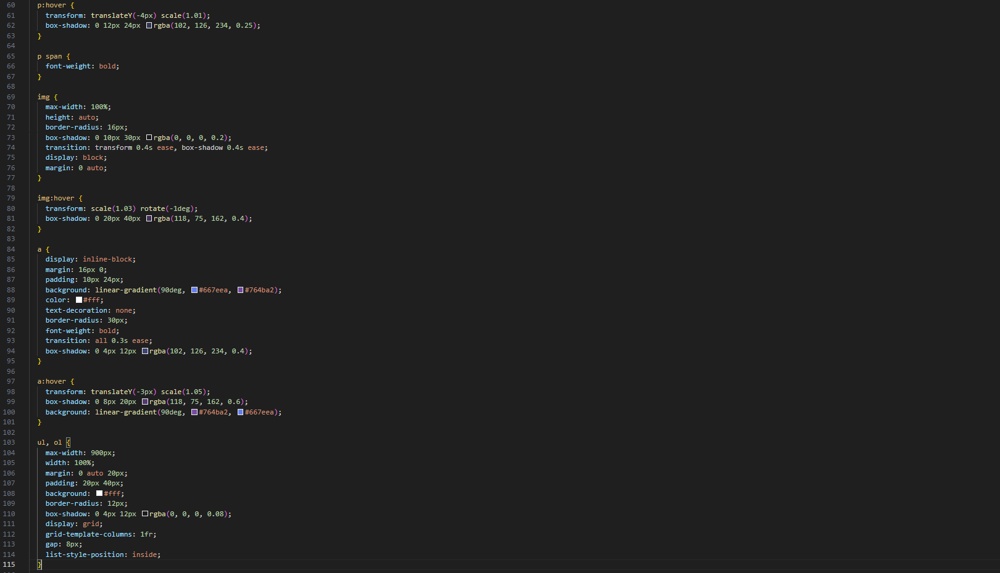 60 p:hover {
61 transform: translateY(-4px) scale(1.01);
62 box-shadow: 0 12px 24px rgba(102, 126, 234, 0.25);
63 }
64
65 p span {
66 font-weight: bold;
67 }
68
69 img {
70 max-width: 100%;
71 height: auto;
72 border-radius: 16px;
73 box-shadow: 0 10px 30px rgba(0, 0, 0, 0.2);
74 transition: transform 0.4s ease, box-shadow 0.4s ease;
75 display: block;
76 margin: 0 auto;
77 }
78
79 img:hover {
80 transform: scale(1.03) rotate(-1deg);
81 box-shadow: 0 20px 40px rgba(118, 75, 162, 0.4);
82 }
83
84 a {
85 display: inline-block;
86 margin: 16px 0;
87 padding: 10px 24px;
88 background: linear-gradient(90deg, #667eea, #764ba2);
89 color: #fff;
90 text-decoration: none;
91 border-radius: 30px;
92 font-weight: bold;
93 transition: all 0.3s ease;
94 box-shadow: 0 4px 12px rgba(102, 126, 234, 0.4);
95 }
96
97 a:hover {
98 transform: translateY(-3px) scale(1.05);
99 box-shadow: 0 8px 20px rgba(118, 75, 162, 0.6);
100 background: linear-gradient(90deg, #764ba2, #667eea);
101 }
102
103 ul, ol {
104 max-width: 900px;
105 width: 100%;
106 margin: 0 auto 20px;
107 padding: 20px 40px;
108 background: #fff;
109 border-radius: 12px;
110 box-shadow: 0 4px 12px rgba(0, 0, 0, 0.08);
111 display: grid;
112 grid-template-columns: 1fr;
113 gap: 8px;
114 list-style-position: inside;
115 }